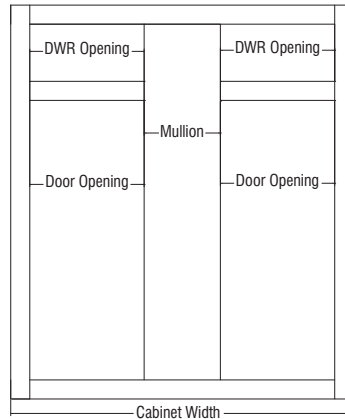 DWR Opening DWR Opening
Mullion
Door Opening Door Opening
Cabinet Width